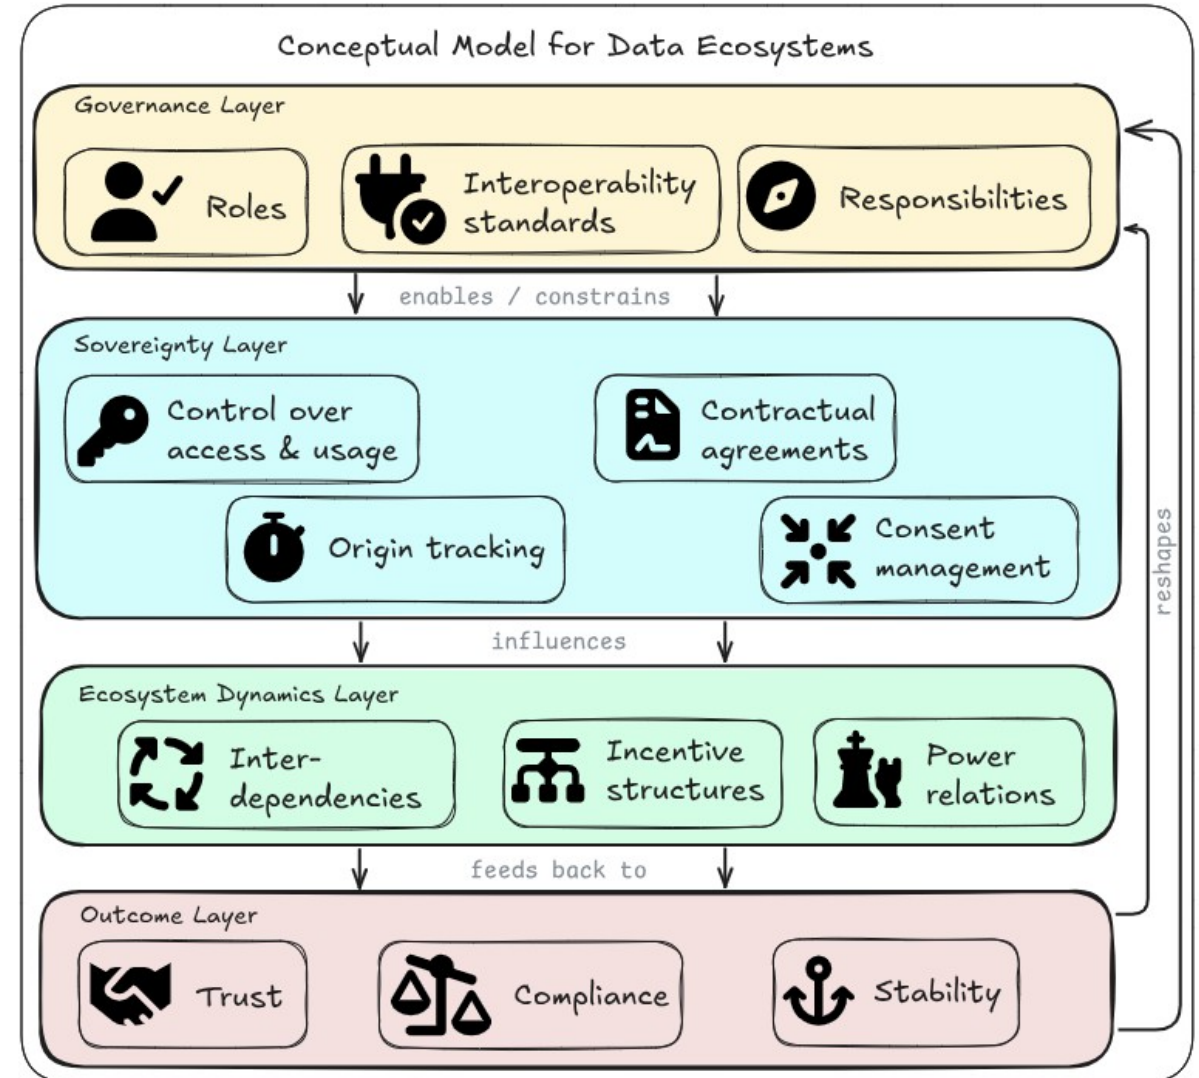 Conceptual Model for Data Ecosystems
Governance Layer
Roles
Interoperability
standards
Responsibilities
enables / constrains
Sovereignty Layer
Control over
access & usage
Contractual
agreements
Origin tracking
Consent
management
influences
Ecosystem Dynamics Layer
Inter-
dependencies
Incentive
structures
Power
relations
feeds back to
Outcome Layer
Trust
Compliance
Stability
reshapes